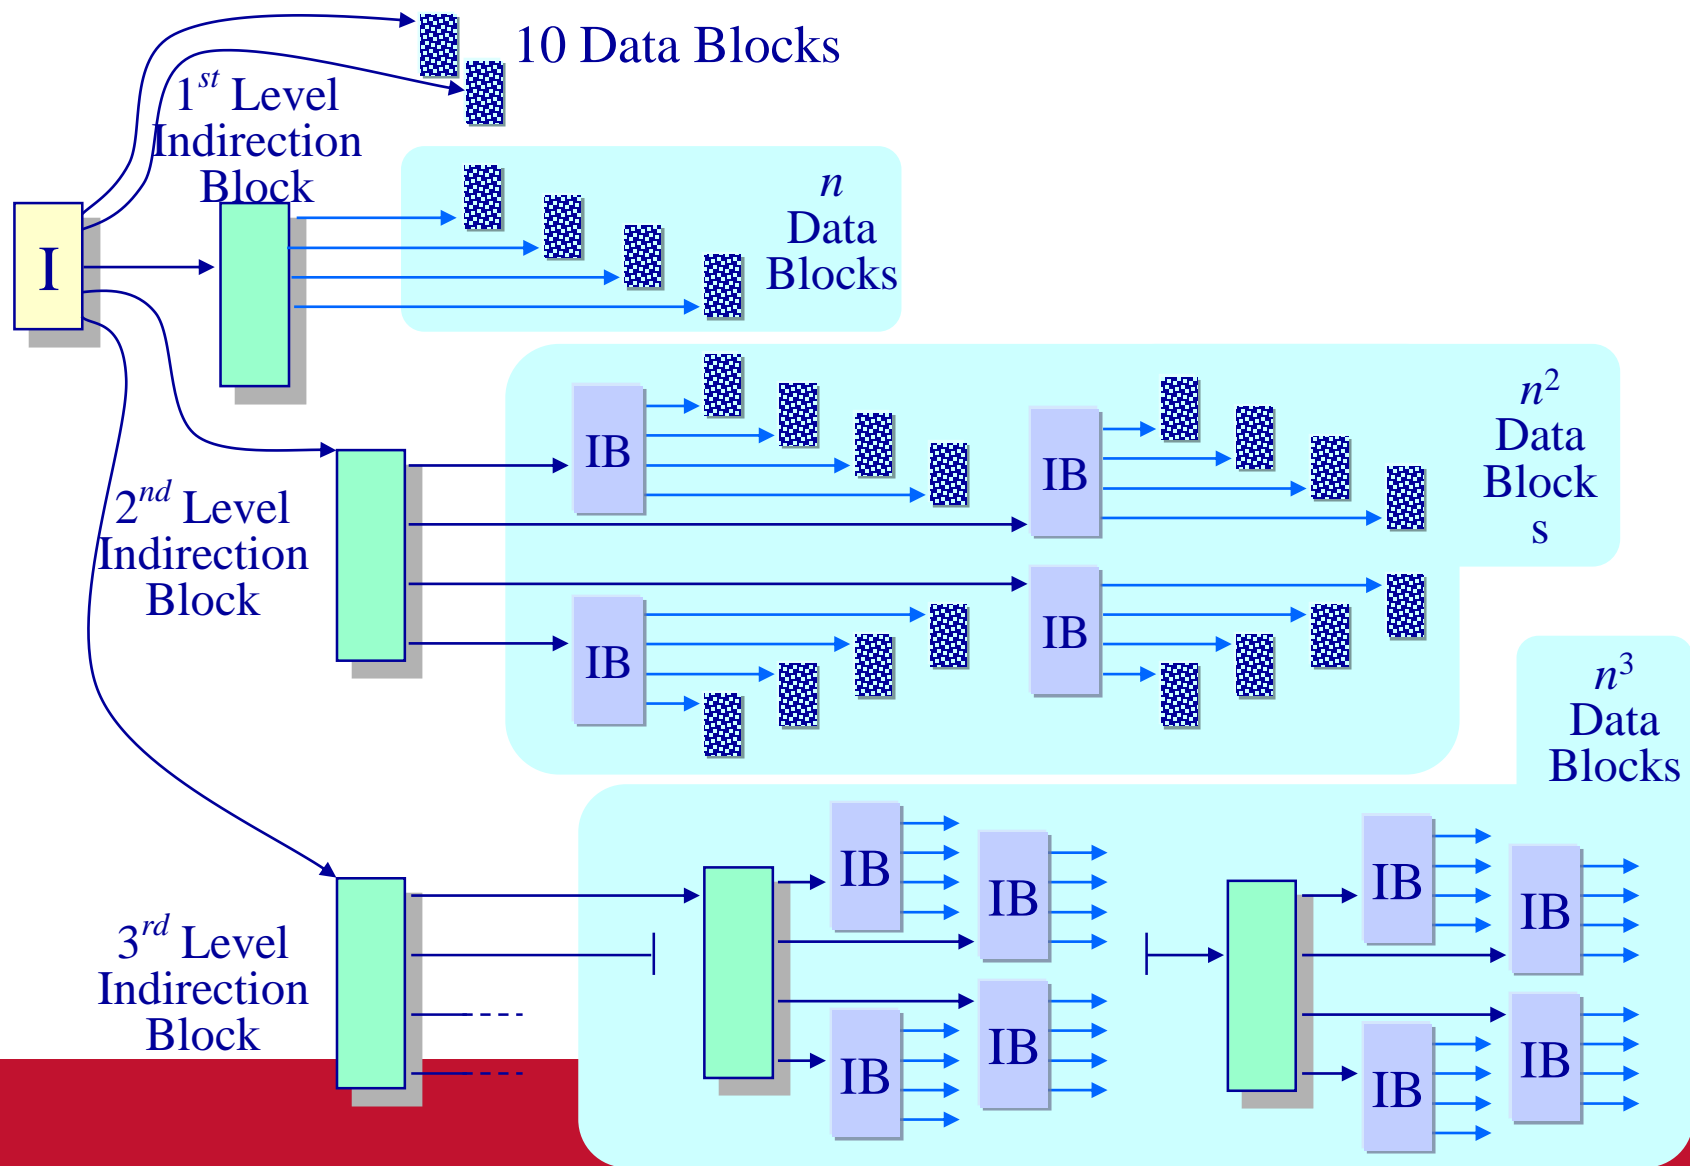 10 Data Blocks
1st Level
Indirection
Block
I
n
Data
Blocks
n²
Data
Block
s
IB
IB
2nd Level
Indirection
Block
IB
IB
n³
Data
Blocks
3rd Level
Indirection
Block
IB
IB
IB
IB
IB
IB
IB
IB